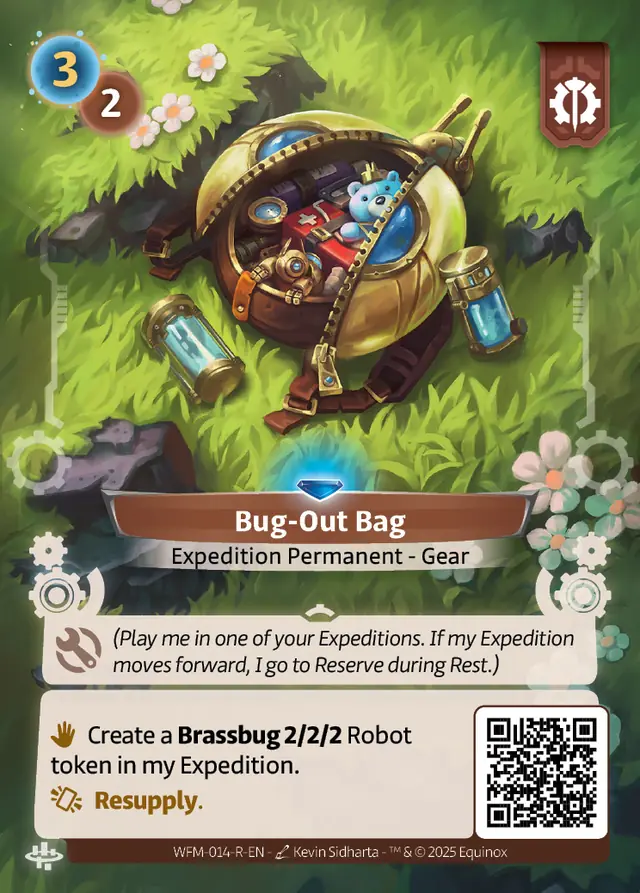 3
2
Bug-Out Bag
Expedition Permanent - Gear
(Play me in one of your Expeditions. If my Expedition
moves forward, I go to Reserve during Rest.)
Create a Brassbug 2/2/2 Robot
token in my Expedition.
Resupply.
WFM-014-R-EN - Kevin Sidharta - ™ & © 2025 Equinox